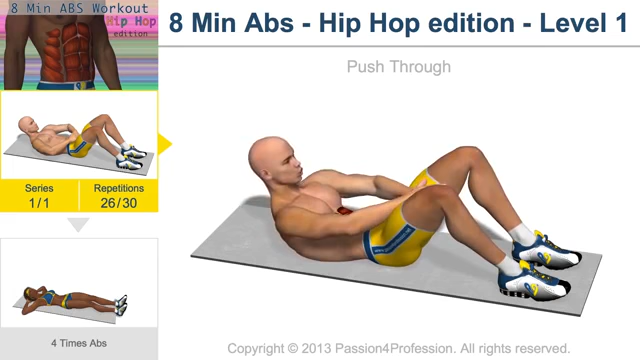 8 Min ABS Workout
Hip Hop
edition
8 Min Abs - Hip Hop edition - Level 1
Push Through
Series
Repetitions
1/1
26/30
4 Times Abs
Copyright © 2013 Passion4Profession. All rights reserved.